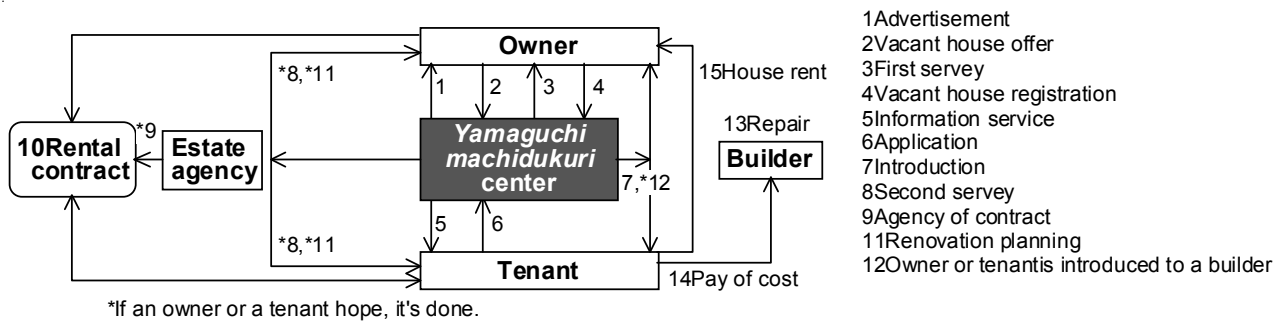 Owner
*8,*11
1
2
3
4
15House rent
*9
10Rental
contract
Estate
agency
Yamaguchi
machidukuri
center
7,*12
13Repair
Builder
5
6
*8,*11
Tenant
14Pay of cost
*If an owner or a tenant hope, it's done.
1Advertisement
2Vacant house offer
3First servey
4Vacant house registration
5Information service
6Application
7Introduction
8Second servey
9Agency of contract
11Renovation planning
12Owner or tenantis introduced to a builder